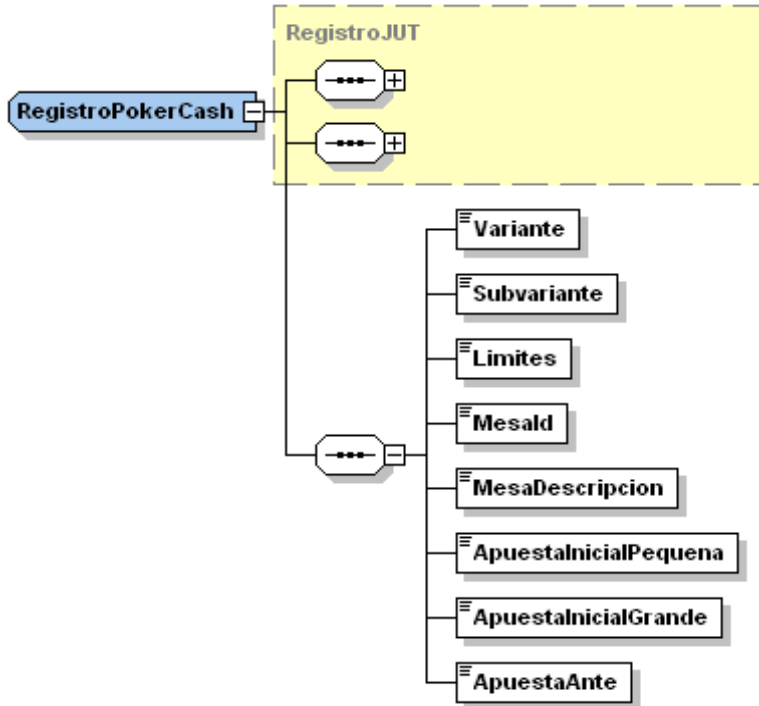 RegistroJUT
RegistroPokerCash
Variante
Subvariante
Limites
MesaId
MesaDescripcion
ApuestaInicialPequena
ApuestaInicialGrande
ApuestaAnte